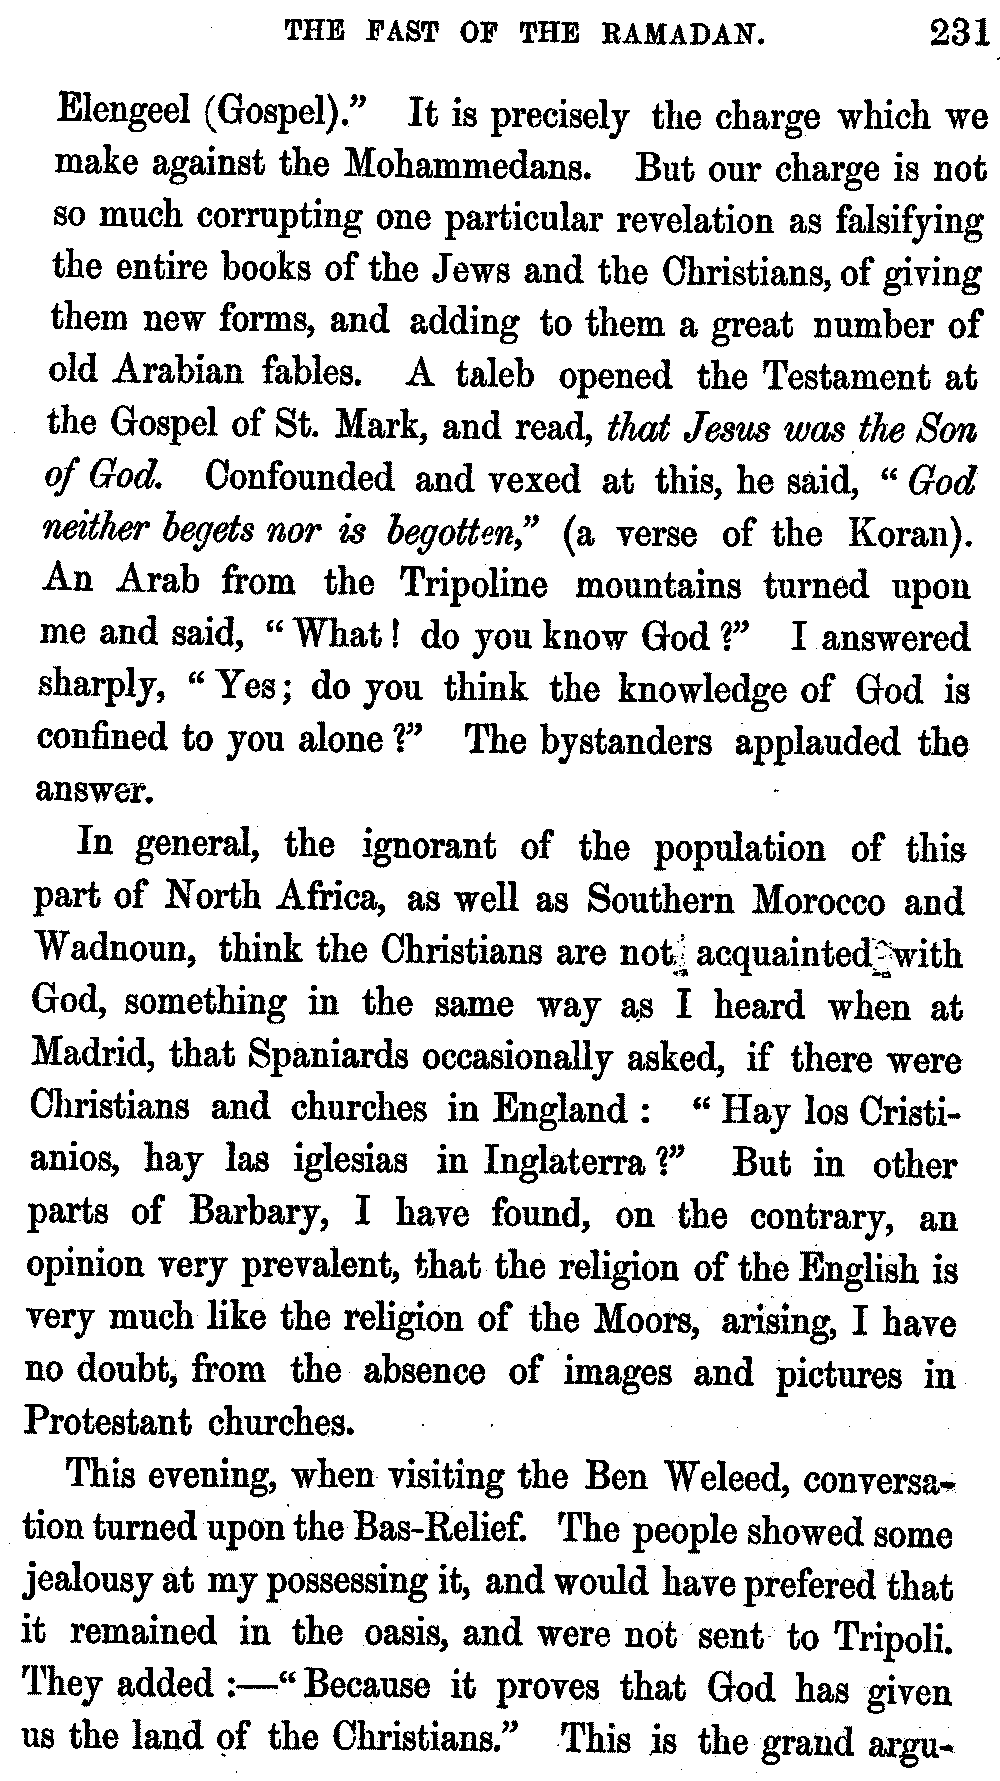 THE FAST OF THE RAMADAN. 231
Elengeel (Gospel)." It is precisely the charge which we
make against the Mohammedans. But our charge is not
so much corrupting one particular revelation as falsifying
the entire books of the Jews and the Christians, of giving
them new forms, and adding to them a great number of
old Arabian fables. A taleb opened the Testament at
the Gospel of St. Mark, and read, that Jesus was the Son
of God. Confounded and vexed at this, he said, "God
neither begets nor is begotten," (a verse of the Koran).
An Arab from the Tripoline mountains turned upon
me and said, "What! do you know God?" I answered
sharply, "Yes; do you think the knowledge of God is
confined to you alone?" The bystanders applauded the
answer.
In general, the ignorant of the population of this
part of North Africa, as well as Southern Morocco and
Wadnoun, think the Christians are not acquainted with
God, something in the same way as I heard when at
Madrid, that Spaniards occasionally asked, if there were
Christians and churches in England: "Hay los Cristi-
anios, hay las iglesias in Inglaterra?" But in other
parts of Barbary, I have found, on the contrary, an
opinion very prevalent, that the religion of the English is
very much like the religion of the Moors, arising, I have
no doubt, from the absence of images and pictures in
Protestant churches.
This evening, when visiting the Ben Weleed, conversa-
tion turned upon the Bas-Relief. The people showed some
jealousy at my possessing it, and would have prefered that
it remained in the oasis, and were not sent to Tripoli.
They added:—"Because it proves that God has given
us the land of the Christians." This is the grand argu-